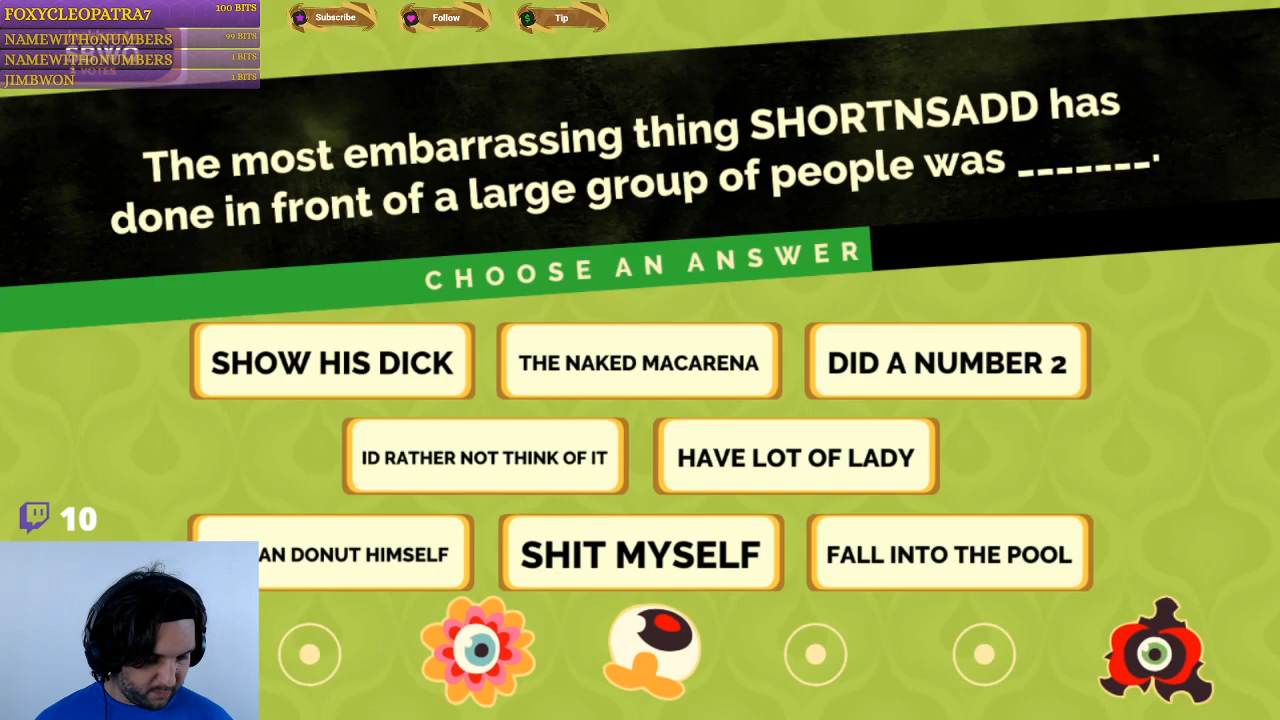 FOXYCLEOPATRA7 100 BITS
NAMEWITH0NUMBERS 99 BITS
NAMEWITH0NUMBERS 1 BITS
JIMBWON 1 BITS
Subscribe
Follow
Tip
The most embarrassing thing SHORTNSADD has
done in front of a large group of people was _______.
CHOOSE AN ANSWER
SHOW HIS DICK
THE NAKED MACARENA
DID A NUMBER 2
ID RATHER NOT THINK OF IT
HAVE LOT OF LADY
AN DONUT HIMSELF
SHIT MYSELF
FALL INTO THE POOL
10